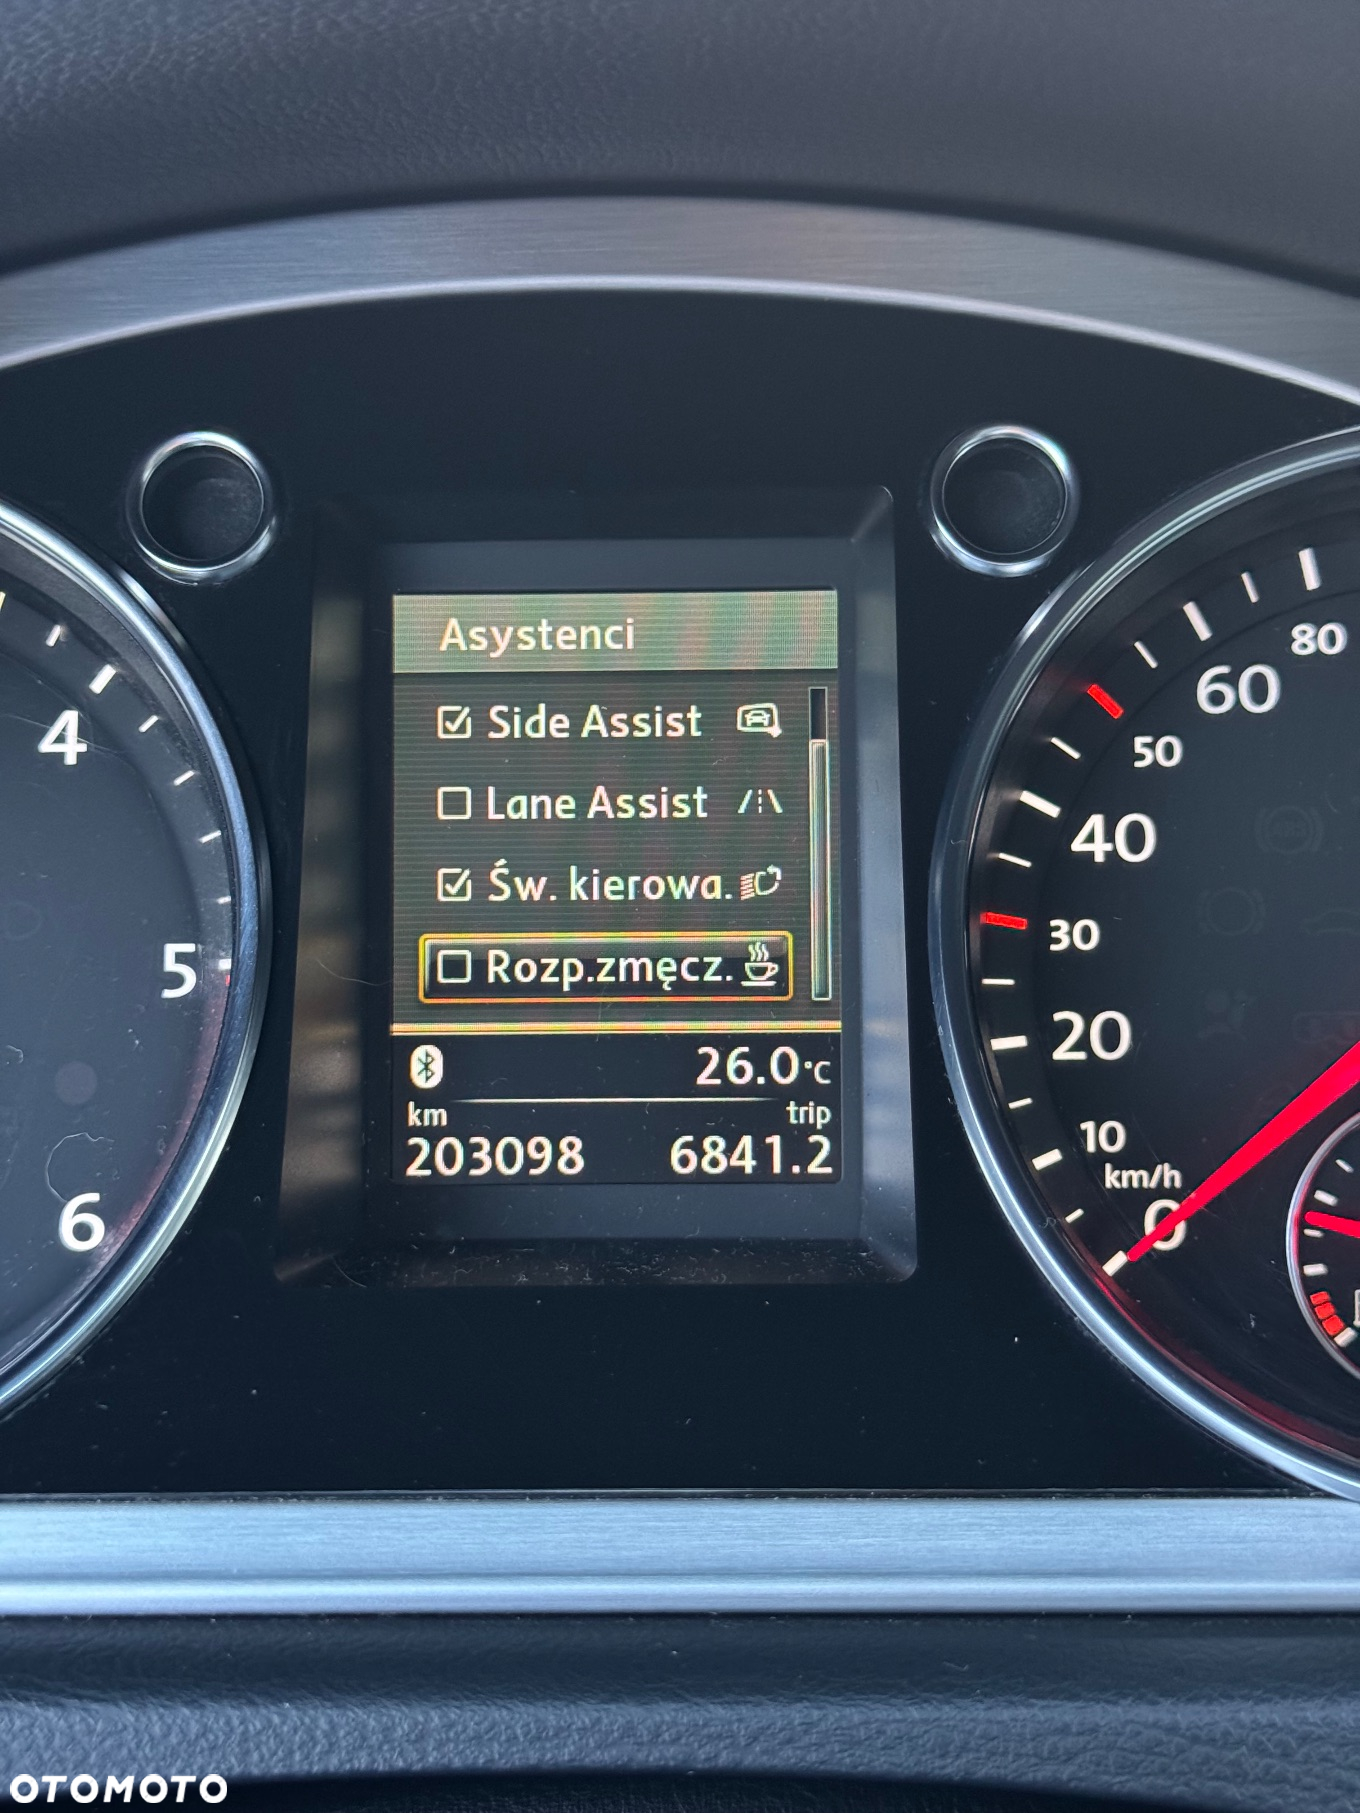 Asystenci
Side Assist
Lane Assist
Św. kierowa.
Rozp.zmęcz.
26.0°C
km trip
203098 6841.2
4
5
6
80
60
50
40
30
20
10
km/h
0
OTOMOTO